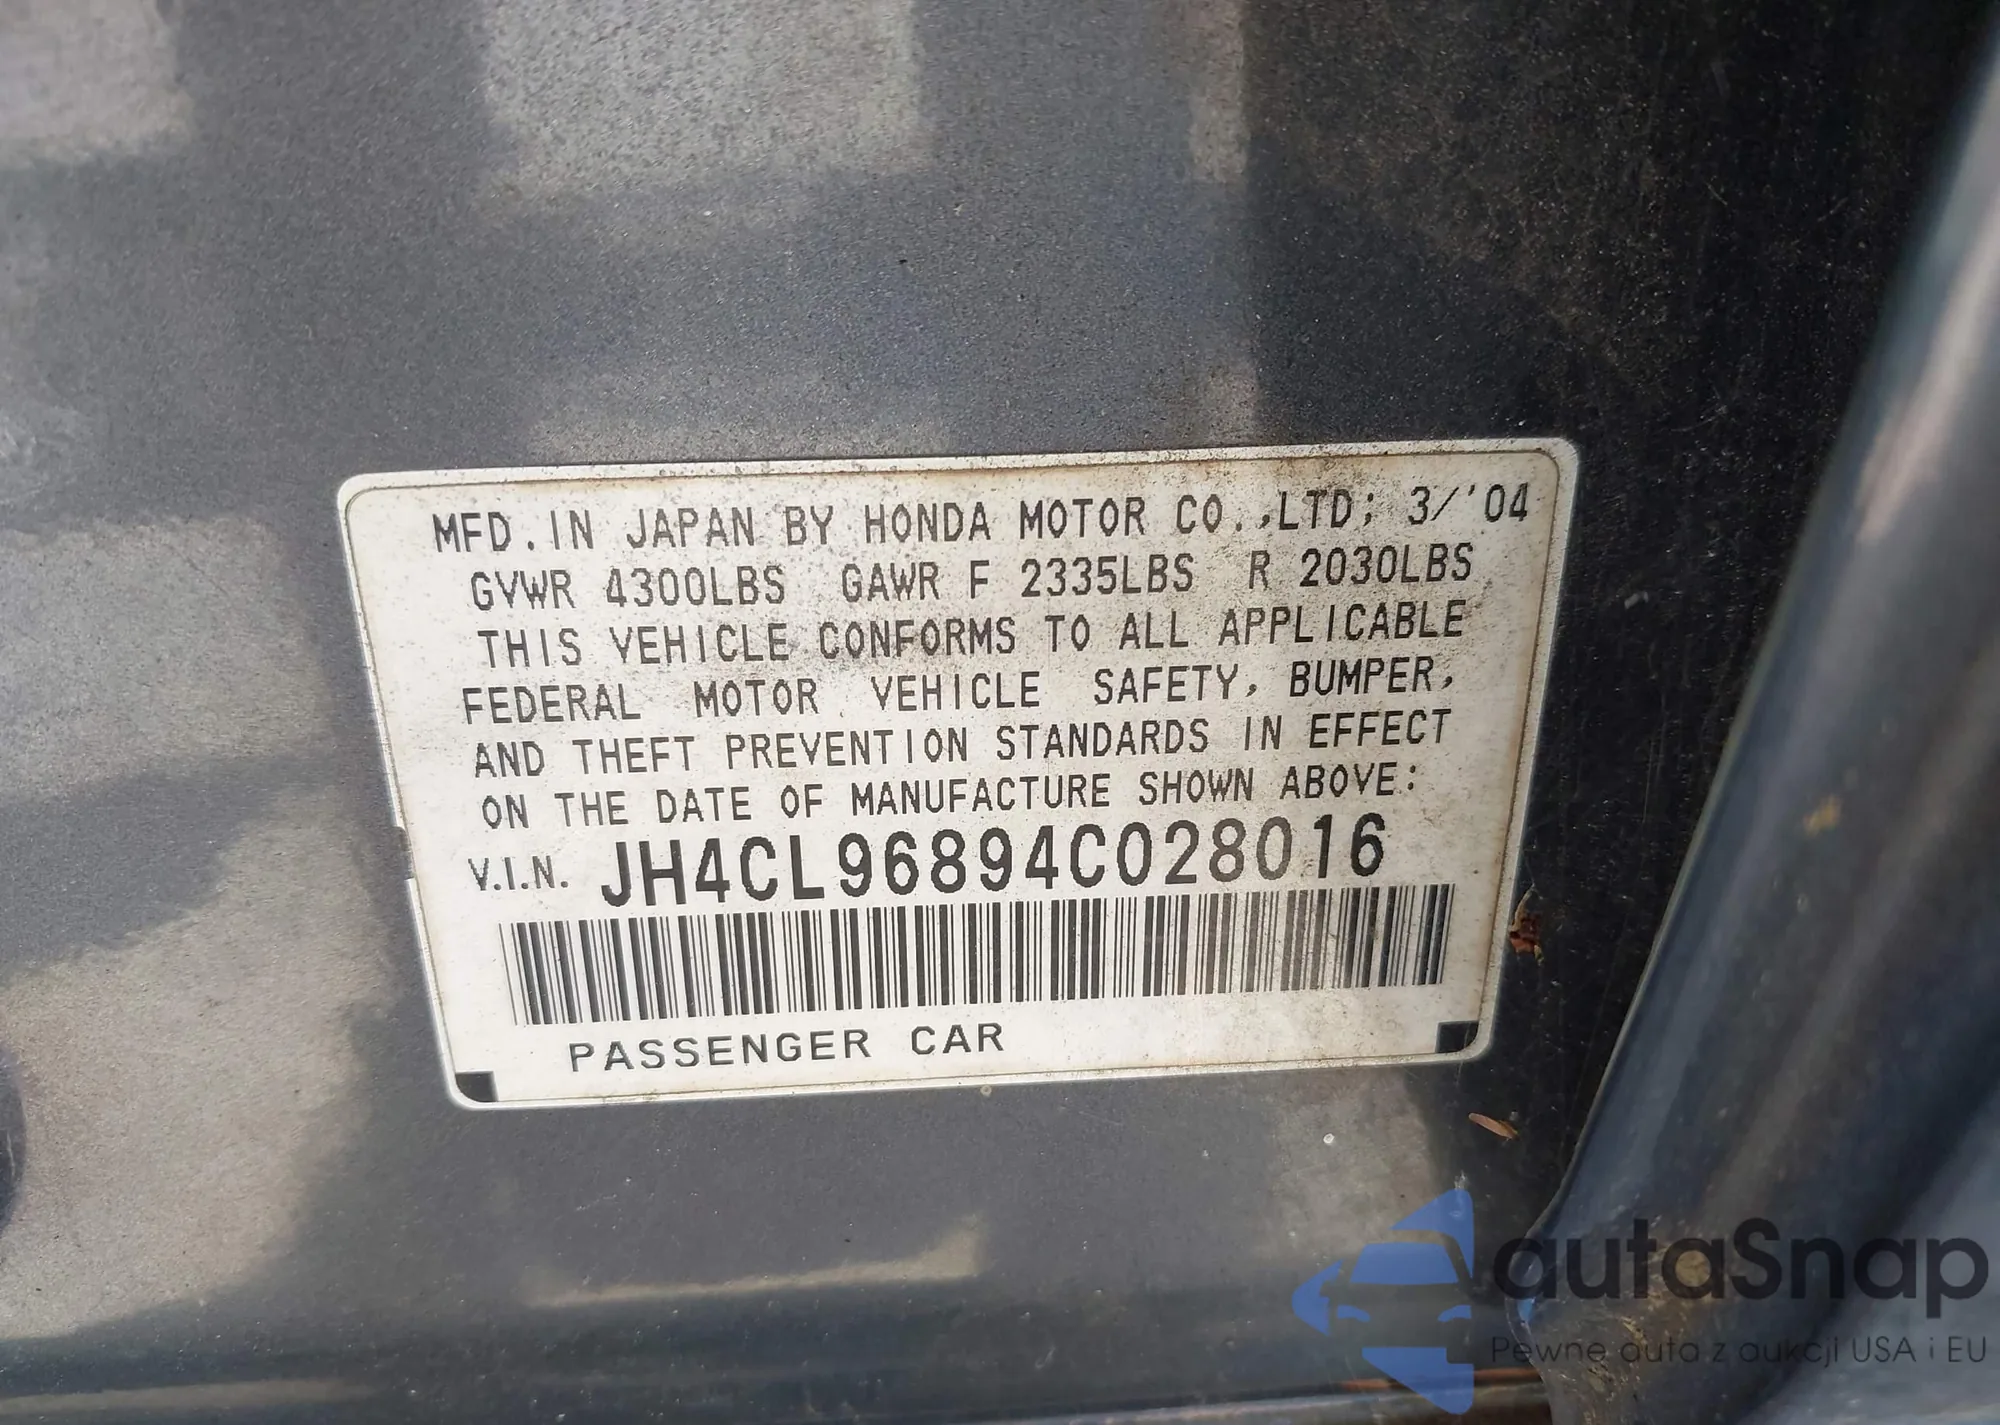 MFD. IN JAPAN BY HONDA MOTOR CO.,LTD; 3/'04
GVWR 4300LBS GAWR F 2335LBS R 2030LBS
THIS VEHICLE CONFORMS TO ALL APPLICABLE
FEDERAL MOTOR VEHICLE SAFETY, BUMPER,
AND THEFT PREVENTION STANDARDS IN EFFECT
ON THE DATE OF MANUFACTURE SHOWN ABOVE:
V.I.N. JH4CL96894C028016
PASSENGER CAR
autaSnap
Pewne auta z aukcji USA i EU